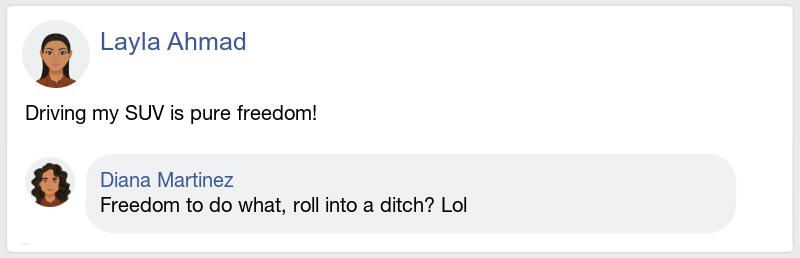 Layla Ahmad
Driving my SUV is pure freedom!
Diana Martinez
Freedom to do what, roll into a ditch? Lol